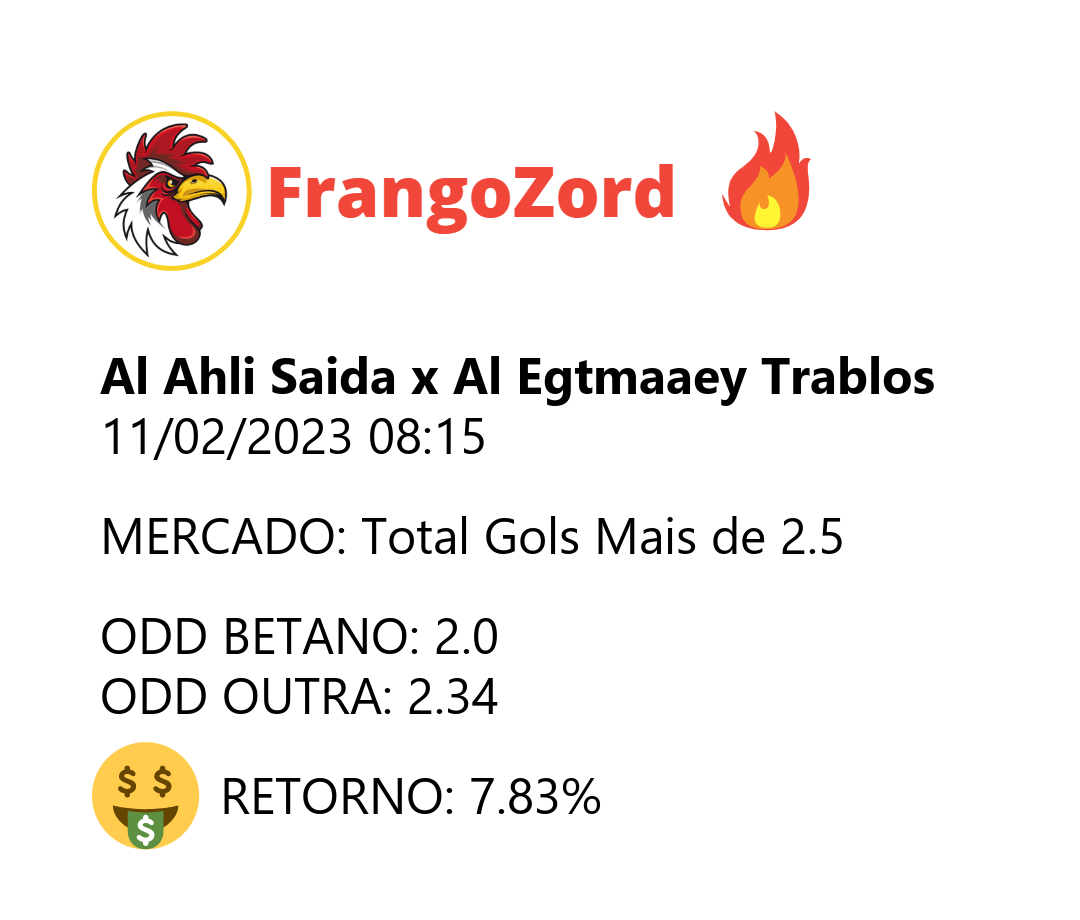 FrangoZord
Al Ahli Saida x Al Egtmaaey Trablos
11/02/2023 08:15
MERCADO: Total Gols Mais de 2.5
ODD BETANO: 2.0
ODD OUTRA: 2.34
RETORNO: 7.83%